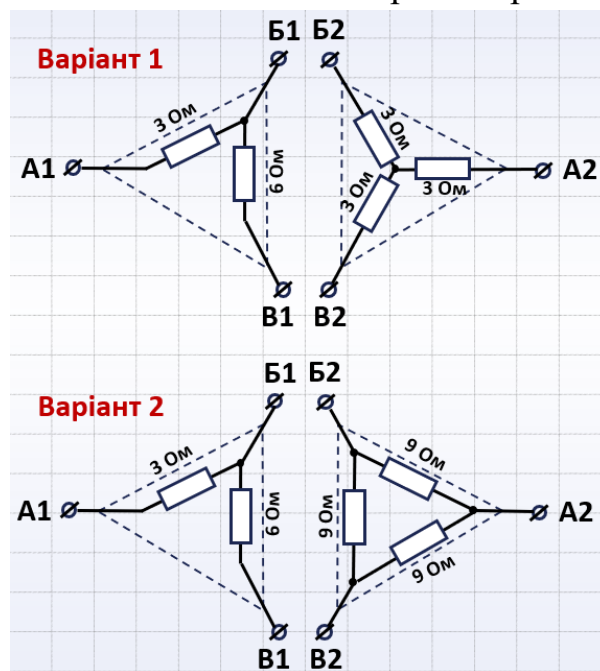 Варіант 1
Б1
Б2
3 Ом
3 Ом
А1
6 Ом
3 Ом
3 Ом
А2
В1
В2
Варіант 2
Б1
Б2
3 Ом
9 Ом
А1
6 Ом
9 Ом
А2
9 Ом
В1
В2